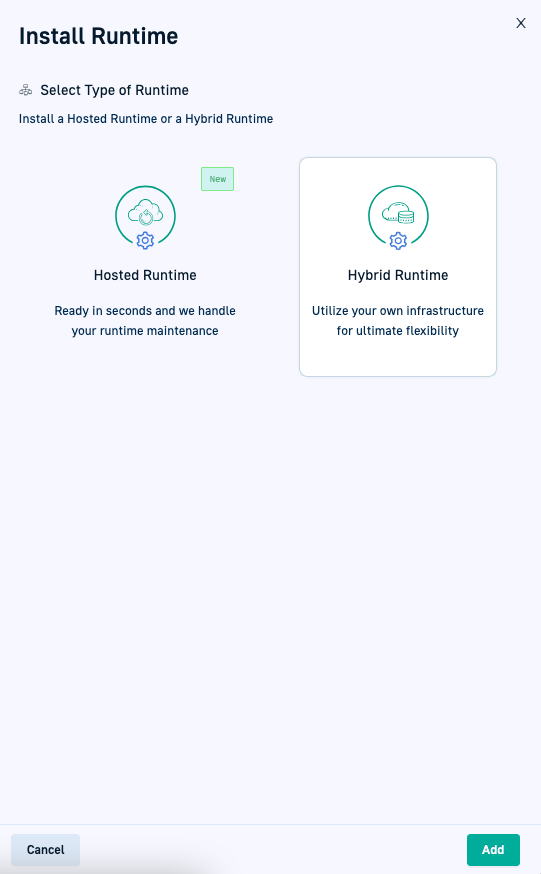 X
Install Runtime
Select Type of Runtime
Install a Hosted Runtime or a Hybrid Runtime
New
Hosted Runtime
Ready in seconds and we handle
your runtime maintenance
Hybrid Runtime
Utilize your own infrastructure
for ultimate flexibility
Cancel
Add